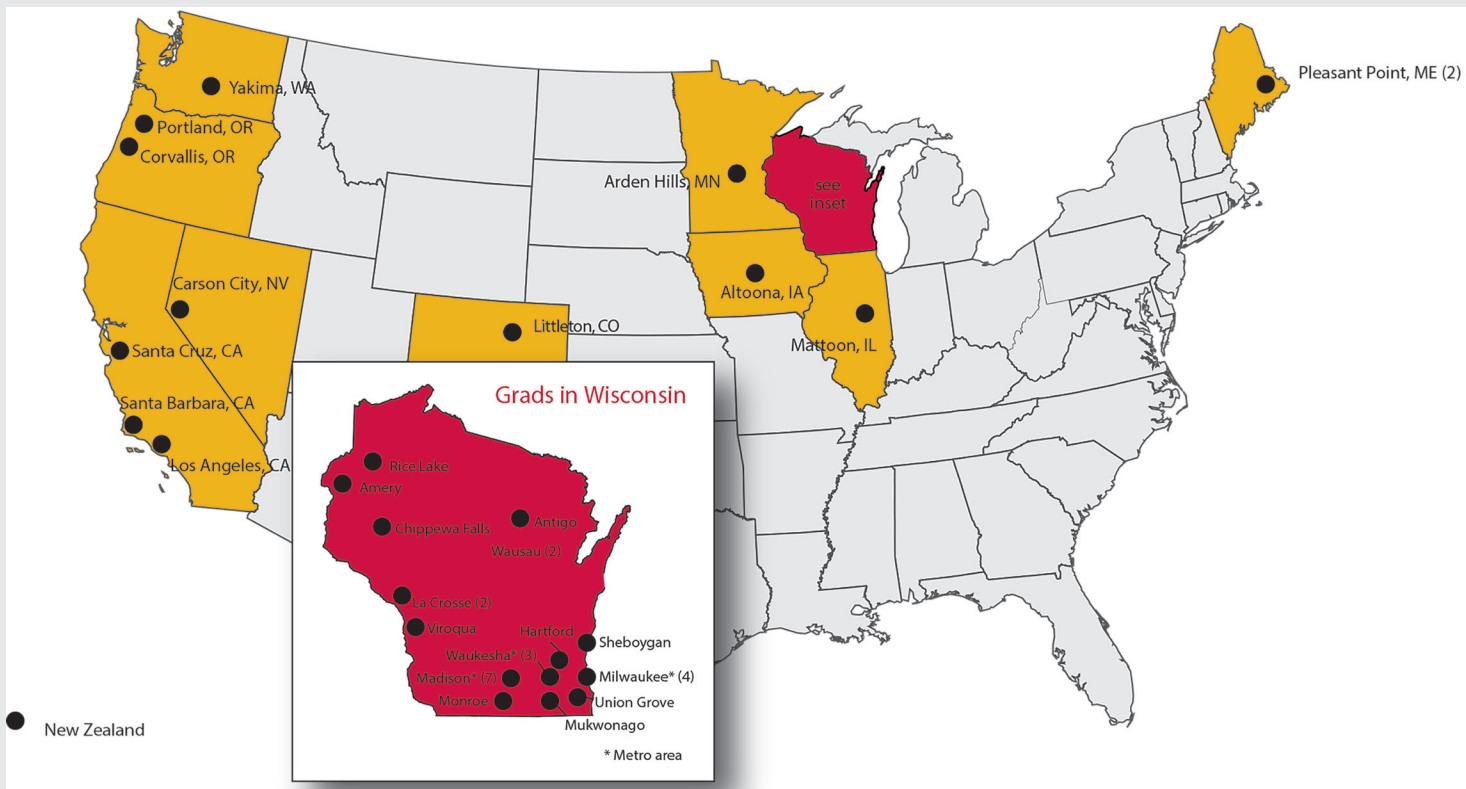 Yakima, WA
Portland, OR
Corvallis, OR
Carson City, NV
Santa Cruz, CA
Santa Barbara, CA
Los Angeles, CA
Littleton, CO
Arden Hills, MN
see
inset
Altoona, IA
Mattoon, IL
Pleasant Point, ME (2)
New Zealand
Grads in Wisconsin
Rice Lake
Amery
Chippewa Falls
Antigo
Wausau (2)
La Crosse (2)
Viroqua
Hartford
Sheboygan
Waukesha* (3)
Madison* (7)
Milwaukee* (4)
Monroe
Union Grove
Mukwonago
* Metro area